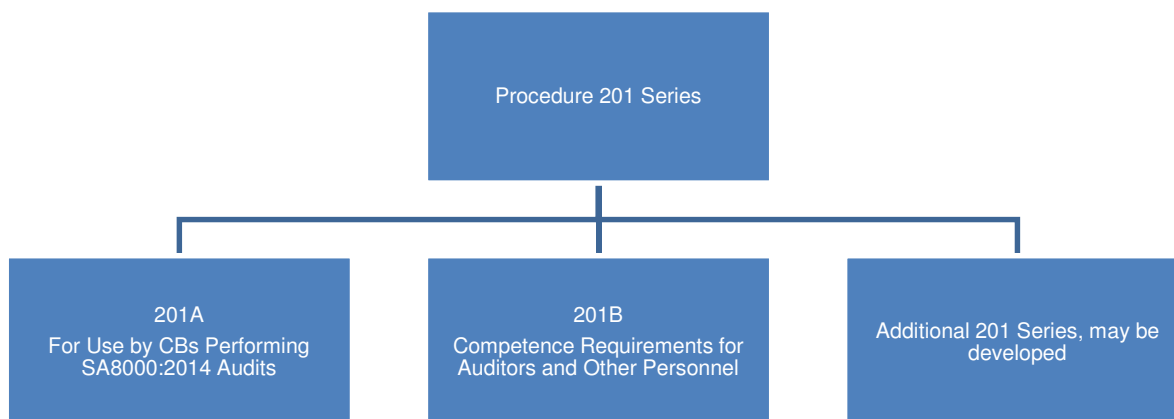 Procedure 201 Series
201A
For Use by CBs Performing
SA8000:2014 Audits
201B
Competence Requirements for
Auditors and Other Personnel
Additional 201 Series, may be
developed